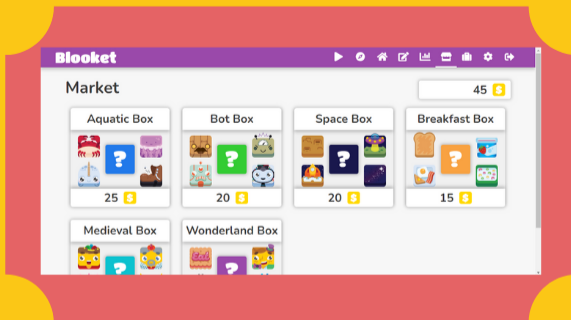 Blooket
Market
45
Aquatic Box
Bot Box
Space Box
Breakfast Box
?
?
?
?
25
20
20
15
Medieval Box
Wonderland Box
?
?